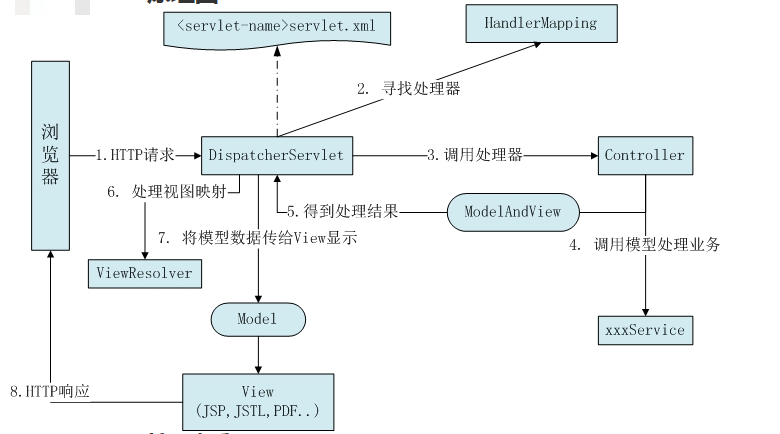 <servlet-name>servlet.xml
HandlerMapping
2. 寻找处理器
浏览器
1.HTTP请求
DispatcherServlet
3.调用处理器
Controller
6. 处理视图映射
5.得到处理结果
ModelAndView
7. 将模型数据传给View显示
4. 调用模型处理业务
ViewResolver
Model
xxxService
8.HTTP响应
View
(JSP,JSTL,PDF..)